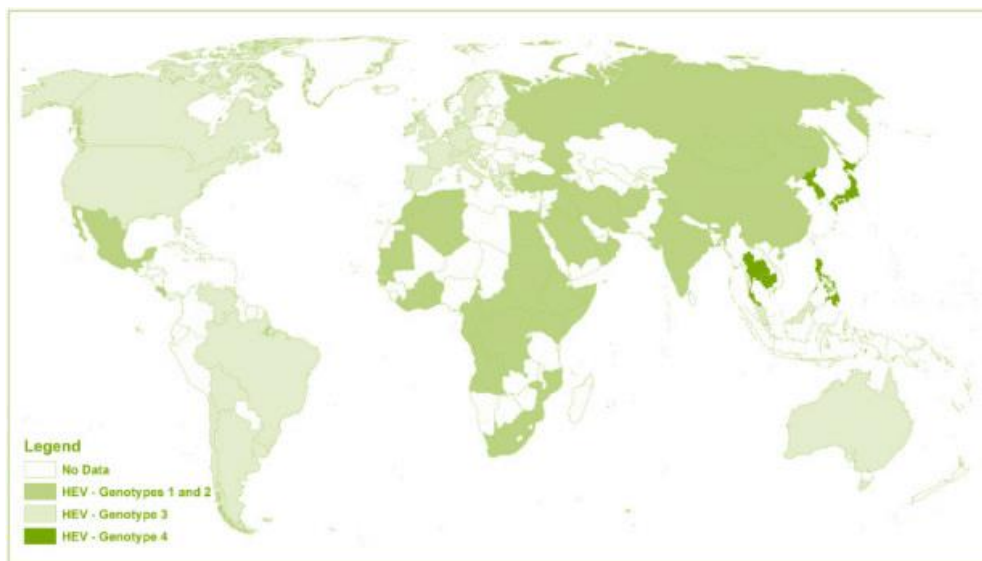 Legend
No Data
HEV - Genotypes 1 and 2
HEV - Genotype 3
HEV - Genotype 4